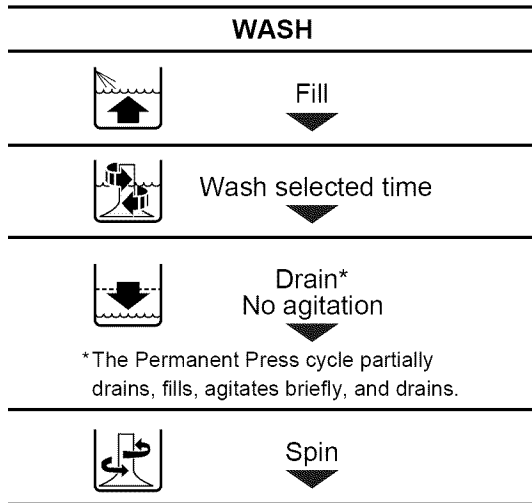 WASH
Fill
Wash selected time
Drain*
No agitation
*The Permanent Press cycle partially
drains, fills, agitates briefly, and drains.
Spin